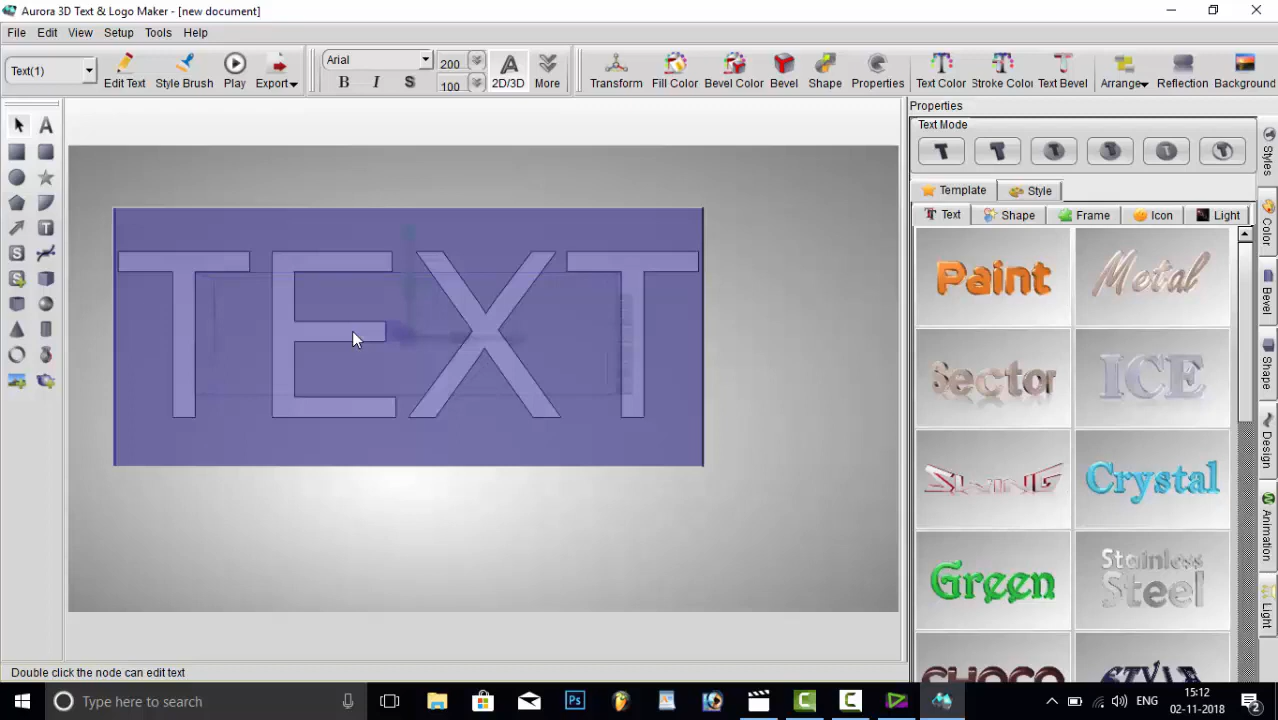 Aurora 3D Text & Logo Maker - [new document]
File Edit View Setup Tools Help
Text(1)
Edit Text Style Brush Play Export
Arial 200
B I S 100
2D/3D More
Transform Fill Color Bevel Color Bevel Shape Properties
Text Color Stroke Color Text Bevel Arrange Reflection Background
Properties
Text Mode
Template Style
Text Shape Frame Icon Light
Paint Metal
Sector ICE
SWING Crystal
Green Stainless Steel
CHOCO STYLE
Styles
Color
Bevel
Shape
Design
Animation
Light
TEXT
Double click the node can edit text
Type here to search
ENG
15:12
02-11-2018
2